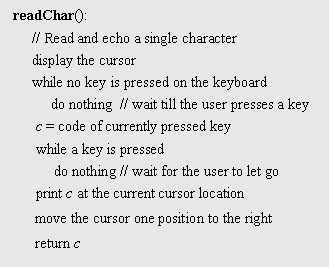 readChar():
// Read and echo a single character
display the cursor
while no key is pressed on the keyboard
do nothing // wait till the user presses a key
c = code of currently pressed key
while a key is pressed
do nothing // wait for the user to let go
print c at the current cursor location
move the cursor one position to the right
return c